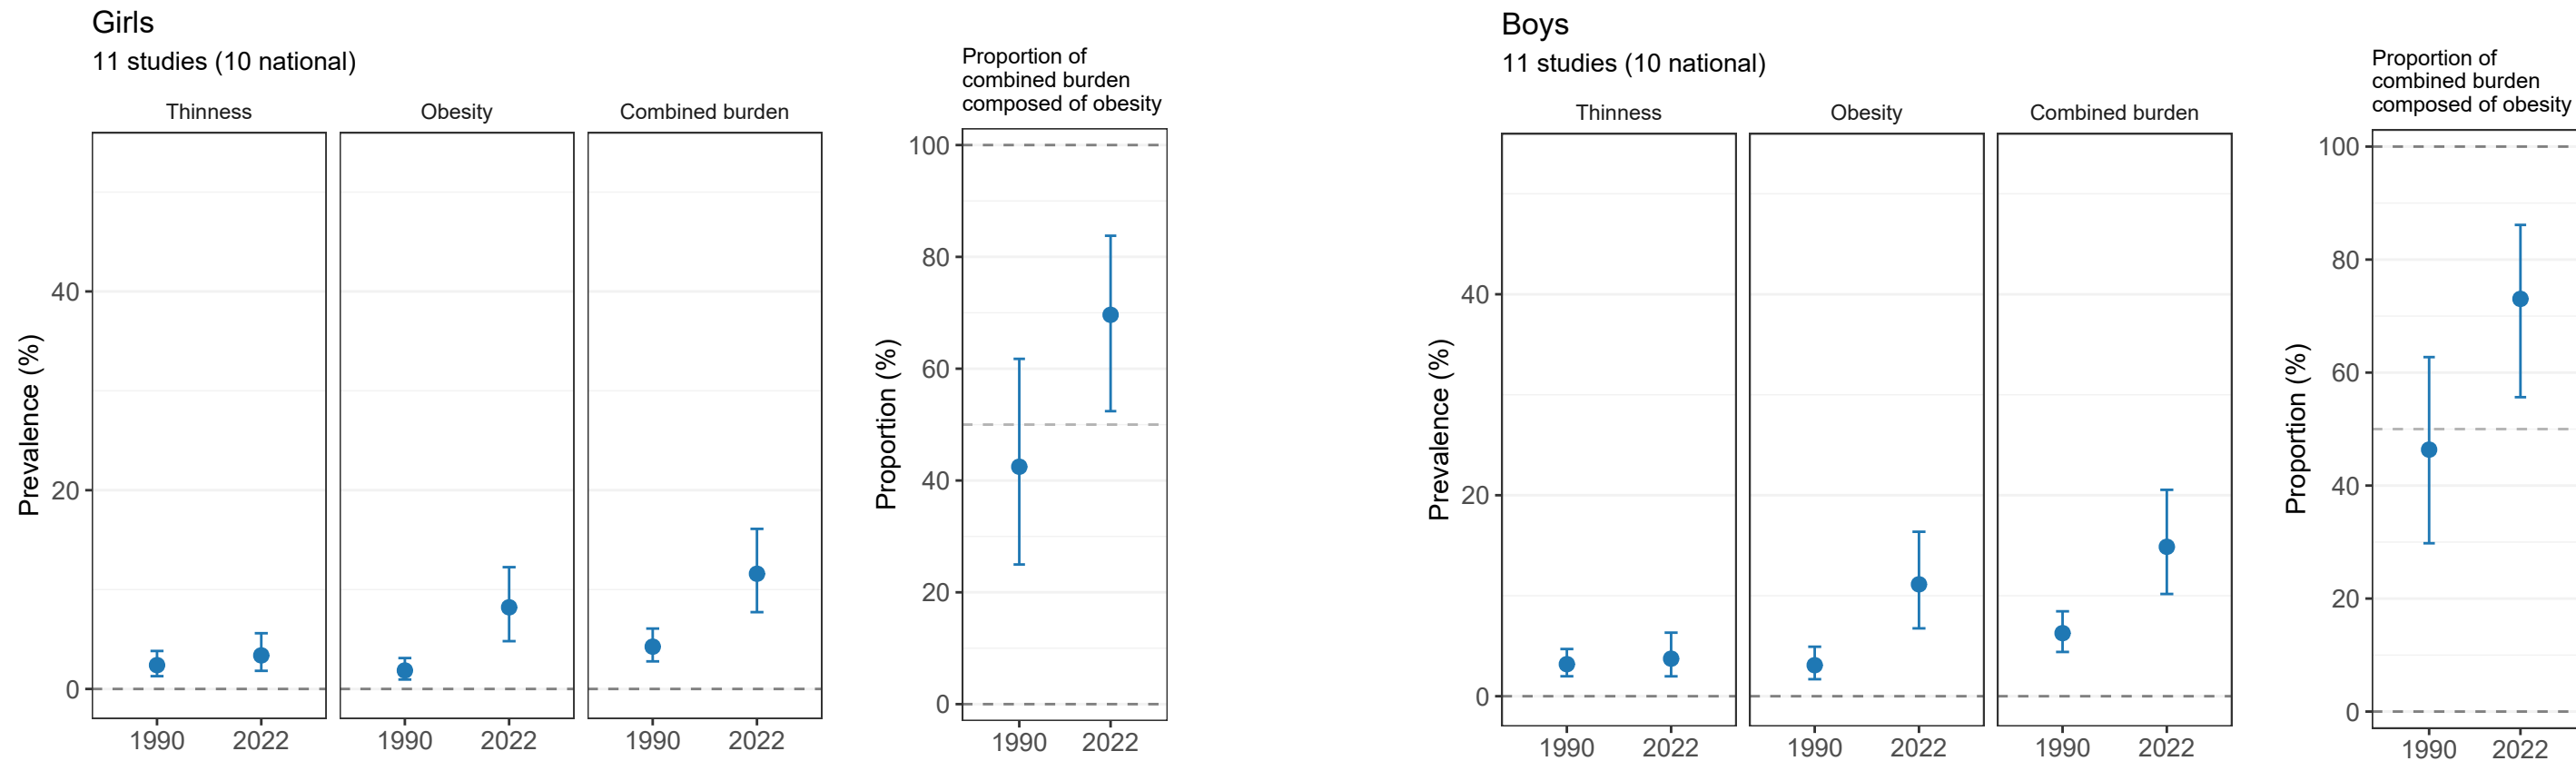 Girls
11 studies (10 national)
Thinness
Obesity
Combined burden
Prevalence (%)
40
20
0
1990
2022
1990
2022
1990
2022
Proportion of
combined burden
composed of obesity
Proportion (%)
100
80
60
40
20
0
1990
2022
Boys
11 studies (10 national)
Thinness
Obesity
Combined burden
Prevalence (%)
40
20
0
1990
2022
1990
2022
1990
2022
Proportion of
combined burden
composed of obesity
Proportion (%)
100
80
60
40
20
0
1990
2022